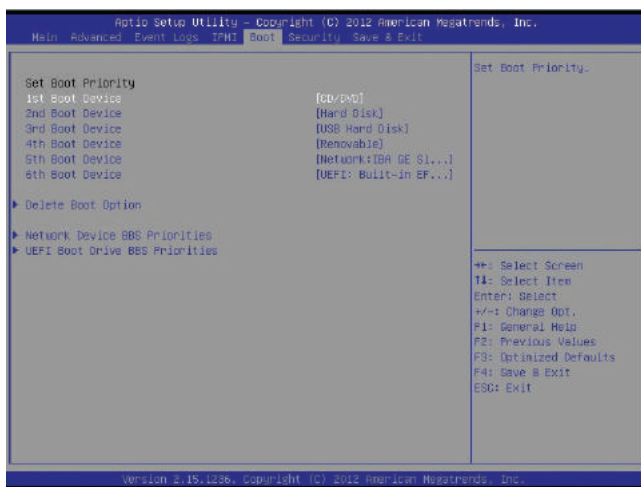 Aptio Setup Utility - Copyright (C) 2012 American Megatrends, Inc.
Main Advanced Event Logs IPMI Boot Security Save & Exit
Set Boot Priority
1st Boot Device [CD/DVD]
2nd Boot Device [Hard Disk]
3rd Boot Device [USB Hard Disk]
4th Boot Device [Removable]
5th Boot Device [Network:IBA GE Sl...]
6th Boot Device [UEFI: Built-in EF...]
▶ Delete Boot Option
▶ Network Device BBS Priorities
▶ UEFI Boot Drive BBS Priorities
Set Boot Priority.
→←: Select Screen
↑↓: Select Item
Enter: Select
+/-: Change Opt.
F1: General Help
F2: Previous Values
F3: Optimized Defaults
F4: Save & Exit
ESC: Exit
Version 2.15.1236. Copyright (C) 2012 American Megatrends, Inc.